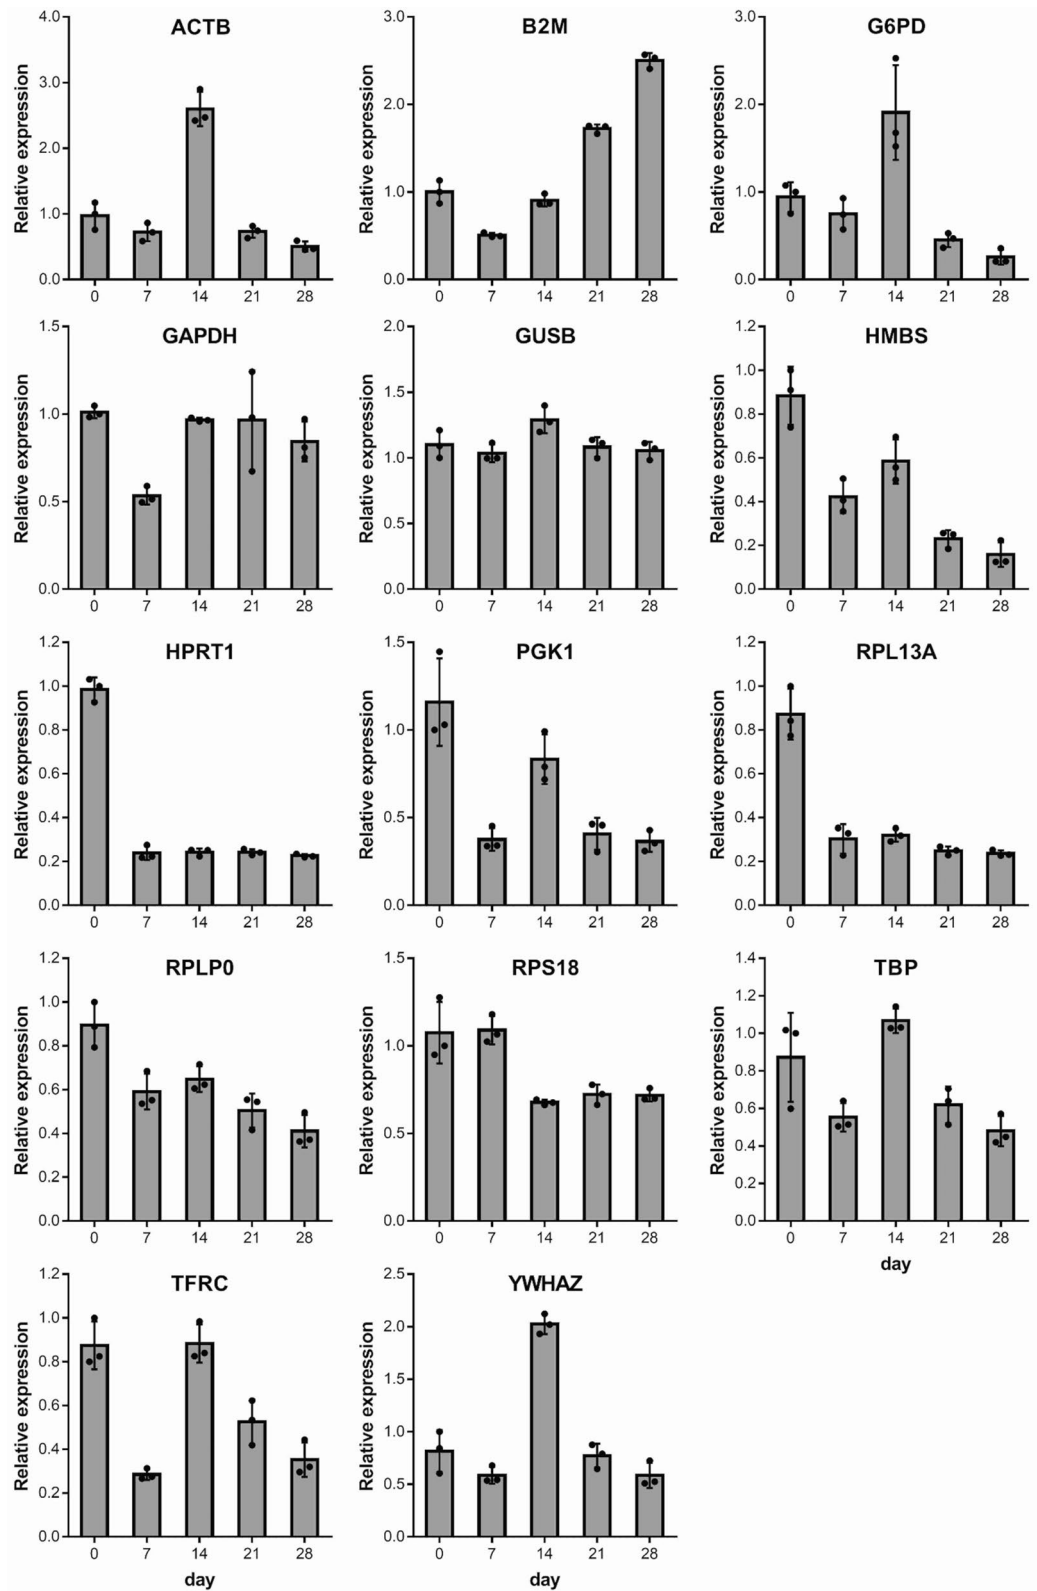 ACTB
Relative expression
4.0
3.0
2.0
1.0
0.0
0 7 14 21 28
B2M
Relative expression
3.0
2.0
1.0
0.0
0 7 14 21 28
G6PD
Relative expression
3.0
2.0
1.0
0.0
0 7 14 21 28
GAPDH
Relative expression
1.5
1.0
0.5
0.0
0 7 14 21 28
GUSB
Relative expression
2.0
1.5
1.0
0.5
0.0
0 7 14 21 28
HMBS
Relative expression
1.2
1.0
0.8
0.6
0.4
0.2
0.0
0 7 14 21 28
HPRT1
Relative expression
1.2
1.0
0.8
0.6
0.4
0.2
0.0
0 7 14 21 28
PGK1
Relative expression
1.5
1.0
0.5
0.0
0 7 14 21 28
RPL13A
Relative expression
1.2
1.0
0.8
0.6
0.4
0.2
0.0
0 7 14 21 28
RPLP0
Relative expression
1.2
1.0
0.8
0.6
0.4
0.2
0.0
0 7 14 21 28
RPS18
Relative expression
1.5
1.0
0.5
0.0
0 7 14 21 28
TBP
Relative expression
1.4
1.2
1.0
0.8
0.6
0.4
0.2
0.0
0 7 14 21 28
day
TFRC
Relative expression
1.2
1.0
0.8
0.6
0.4
0.2
0.0
0 7 14 21 28
day
YWHAZ
Relative expression
2.5
2.0
1.5
1.0
0.5
0.0
0 7 14 21 28
day